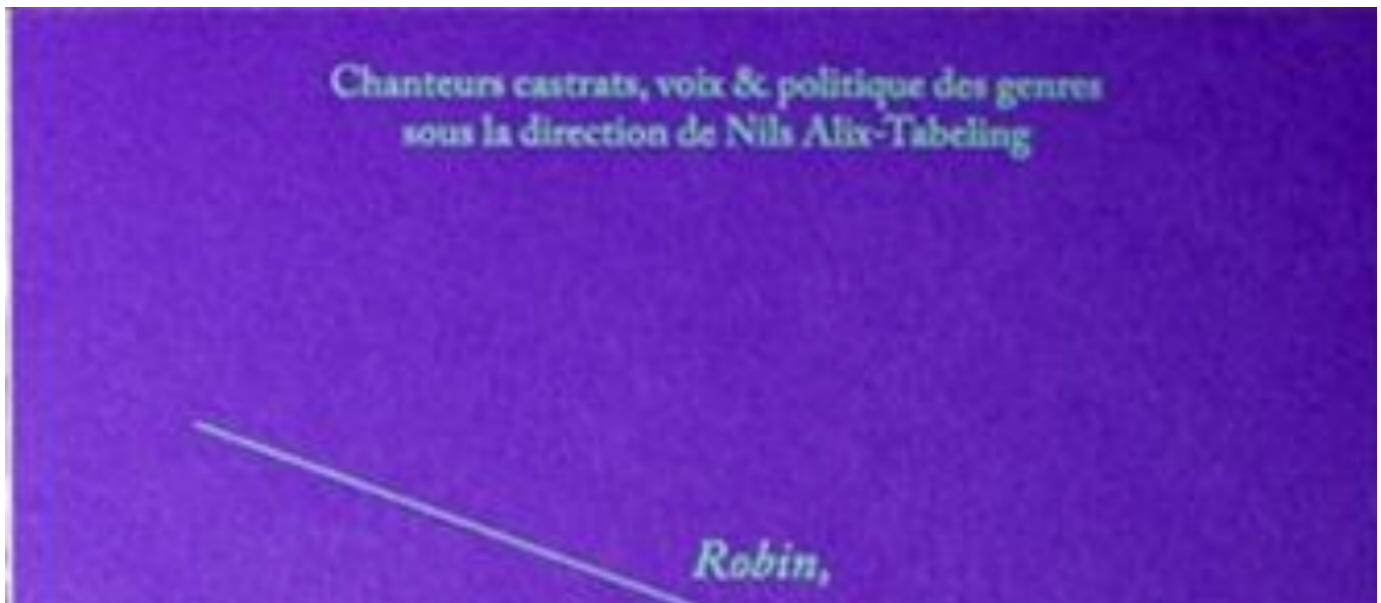 Chanteurs castrats, voix & politique des genres
sous la direction de Nils Alix-Tabeling
Robin,